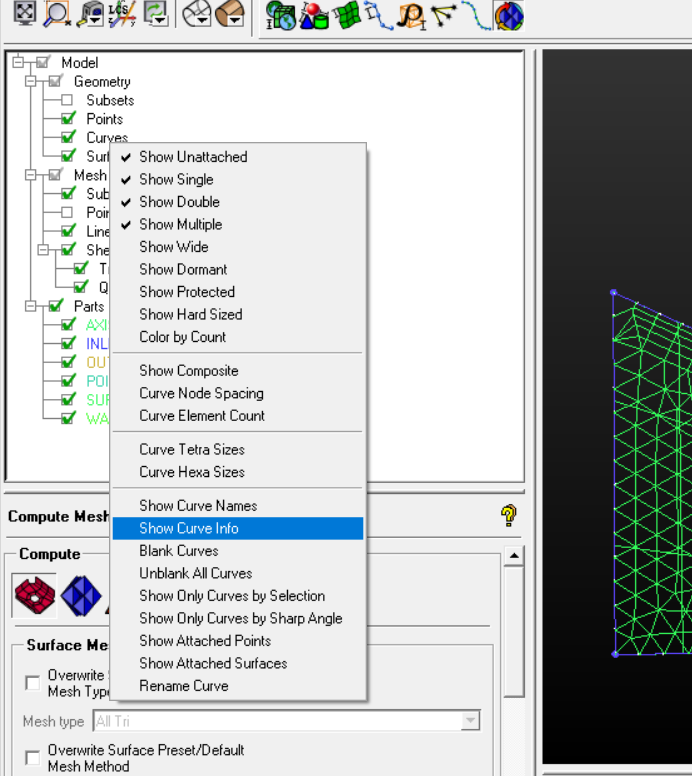 LCS
Model
Geometry
Subsets
Points
Curves
Surf
Mesh
Sub
Poin
Line
She
T
Q
Parts
AXI
INL
OUT
POI
SUR
WA
Show Unattached
Show Single
Show Double
Show Multiple
Show Wide
Show Dormant
Show Protected
Show Hard Sized
Color by Count
Show Composite
Curve Node Spacing
Curve Element Count
Curve Tetra Sizes
Curve Hexa Sizes
Show Curve Names
Show Curve Info
Blank Curves
Unblank All Curves
Show Only Curves by Selection
Show Only Curves by Sharp Angle
Show Attached Points
Show Attached Surfaces
Rename Curve
Compute Mesh
Compute
Surface Me
Overwrite
Mesh Type
Mesh type All Tri
Overwrite Surface Preset/Default
Mesh Method